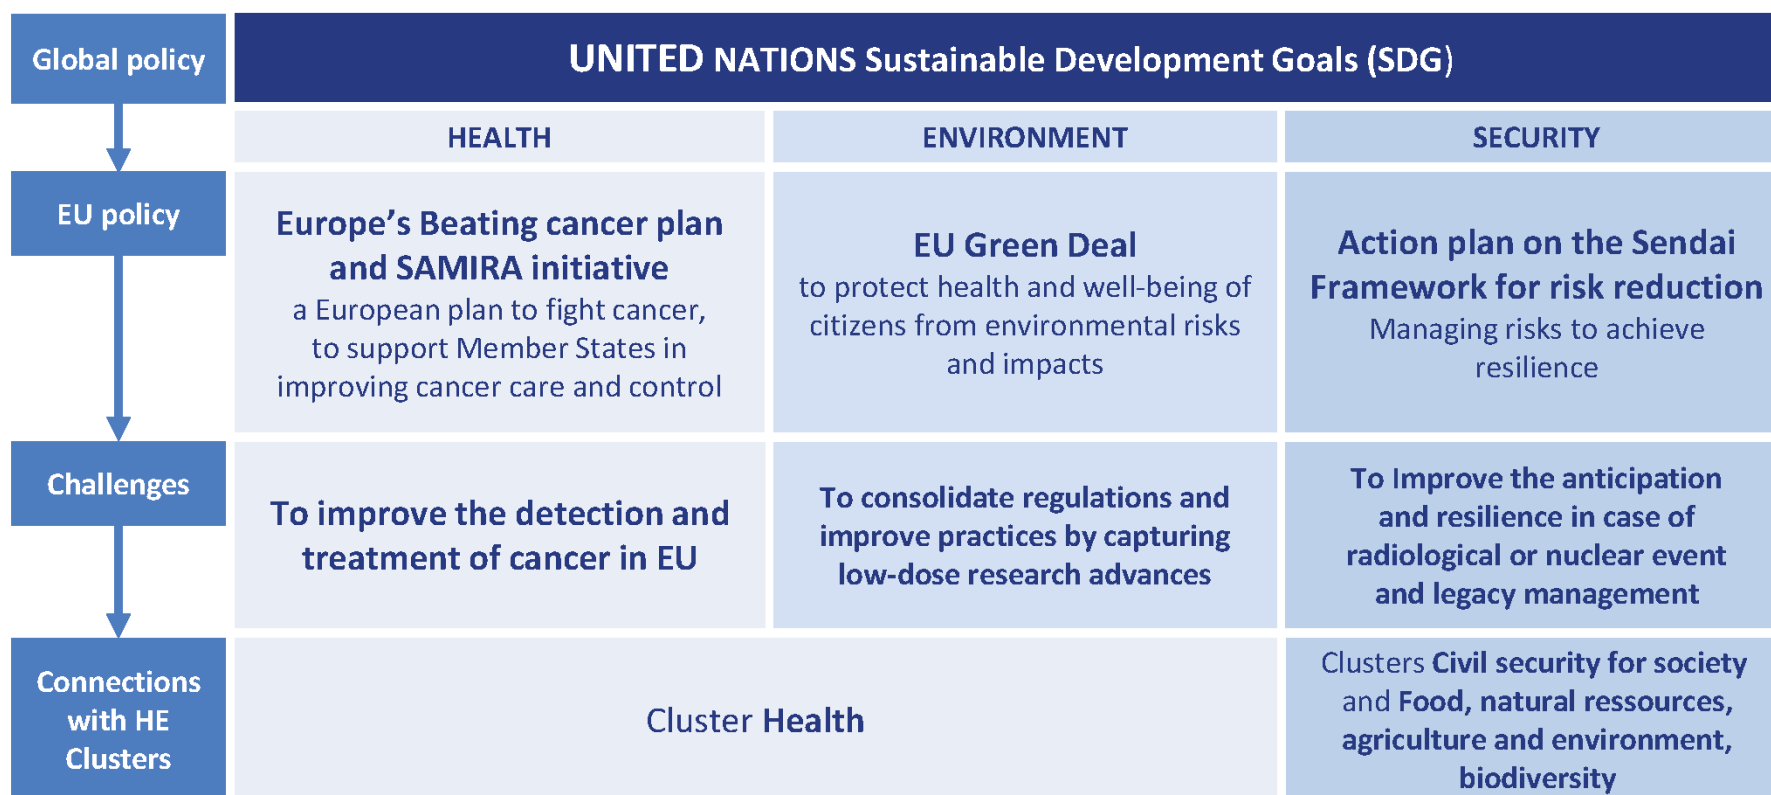 Global policy
UNITED NATIONS Sustainable Development Goals (SDG)
HEALTH
ENVIRONMENT
SECURITY
EU policy
Europe’s Beating cancer plan
and SAMIRA initiative
a European plan to fight cancer,
to support Member States in
improving cancer care and control
EU Green Deal
to protect health and well-being of
citizens from environmental risks
and impacts
Action plan on the Sendai
Framework for risk reduction
Managing risks to achieve
resilience
Challenges
To improve the detection and
treatment of cancer in EU
To consolidate regulations and
improve practices by capturing
low-dose research advances
To Improve the anticipation
and resilience in case of
radiological or nuclear event
and legacy management
Connections
with HE
Clusters
Cluster Health
Clusters Civil security for society
and Food, natural ressources,
agriculture and environment,
biodiversity